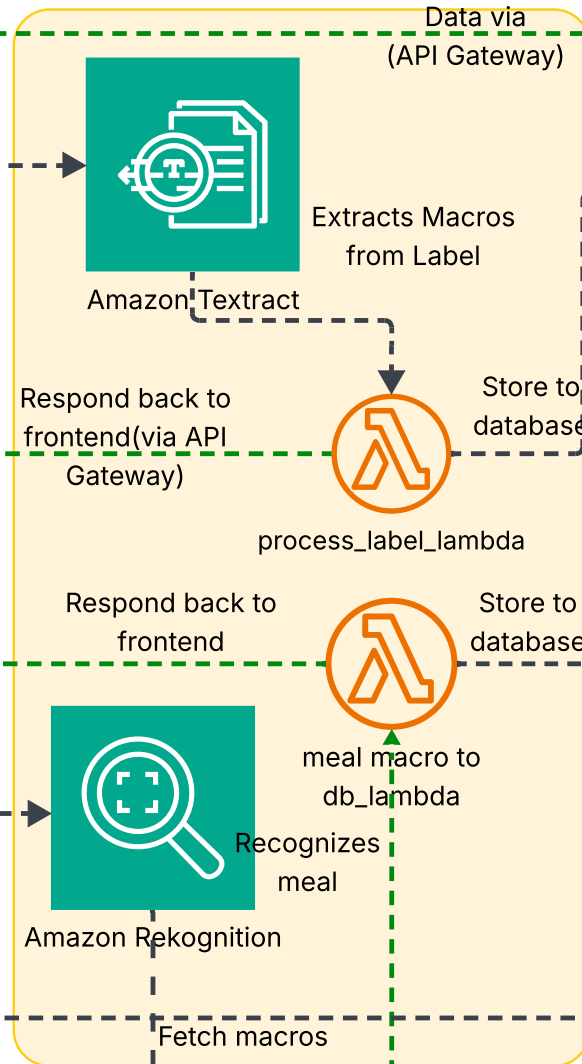 Data via
(API Gateway)
Extracts Macros
from Label
Amazon Textract
Respond back to
frontend(via API
Gateway)
Store to
database
process_label_lambda
Respond back to
frontend
Store to
database
meal macro to
db_lambda
Recognizes
meal
Amazon Rekognition
Fetch macros